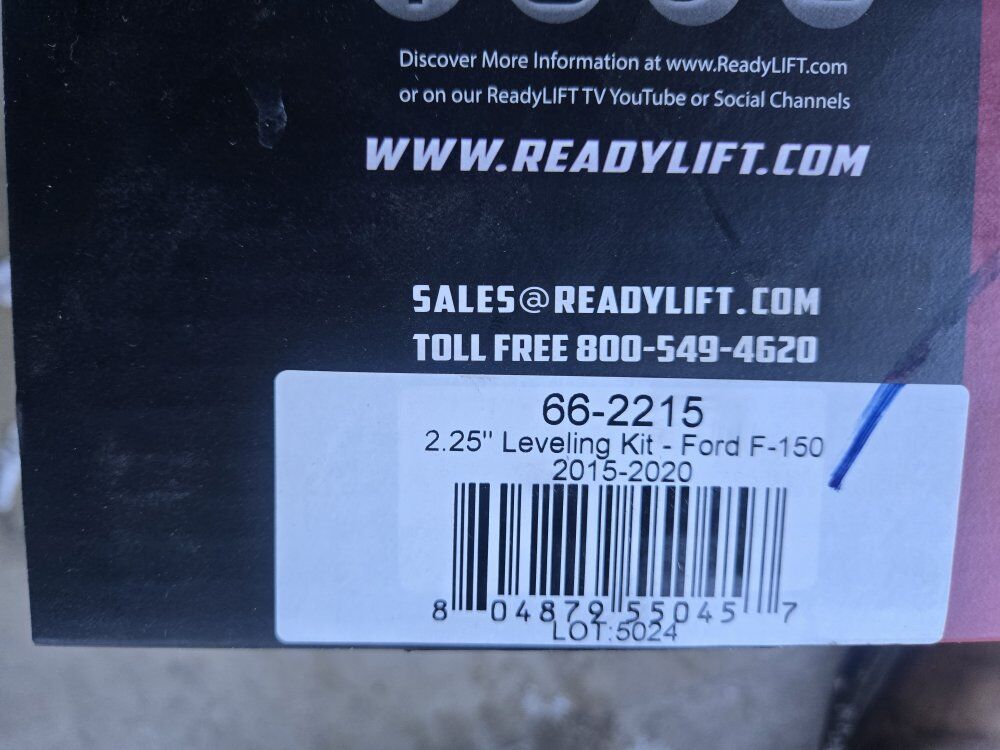 Discover More Information at www.ReadyLIFT.com
or on our ReadyLIFT TV YouTube or Social Channels
WWW.READYLIFT.COM
SALES@READYLIFT.COM
TOLL FREE 800-549-4620
66-2215
2.25" Leveling Kit - Ford F-150
2015-2020
8 04879 55045 7
LOT:5024